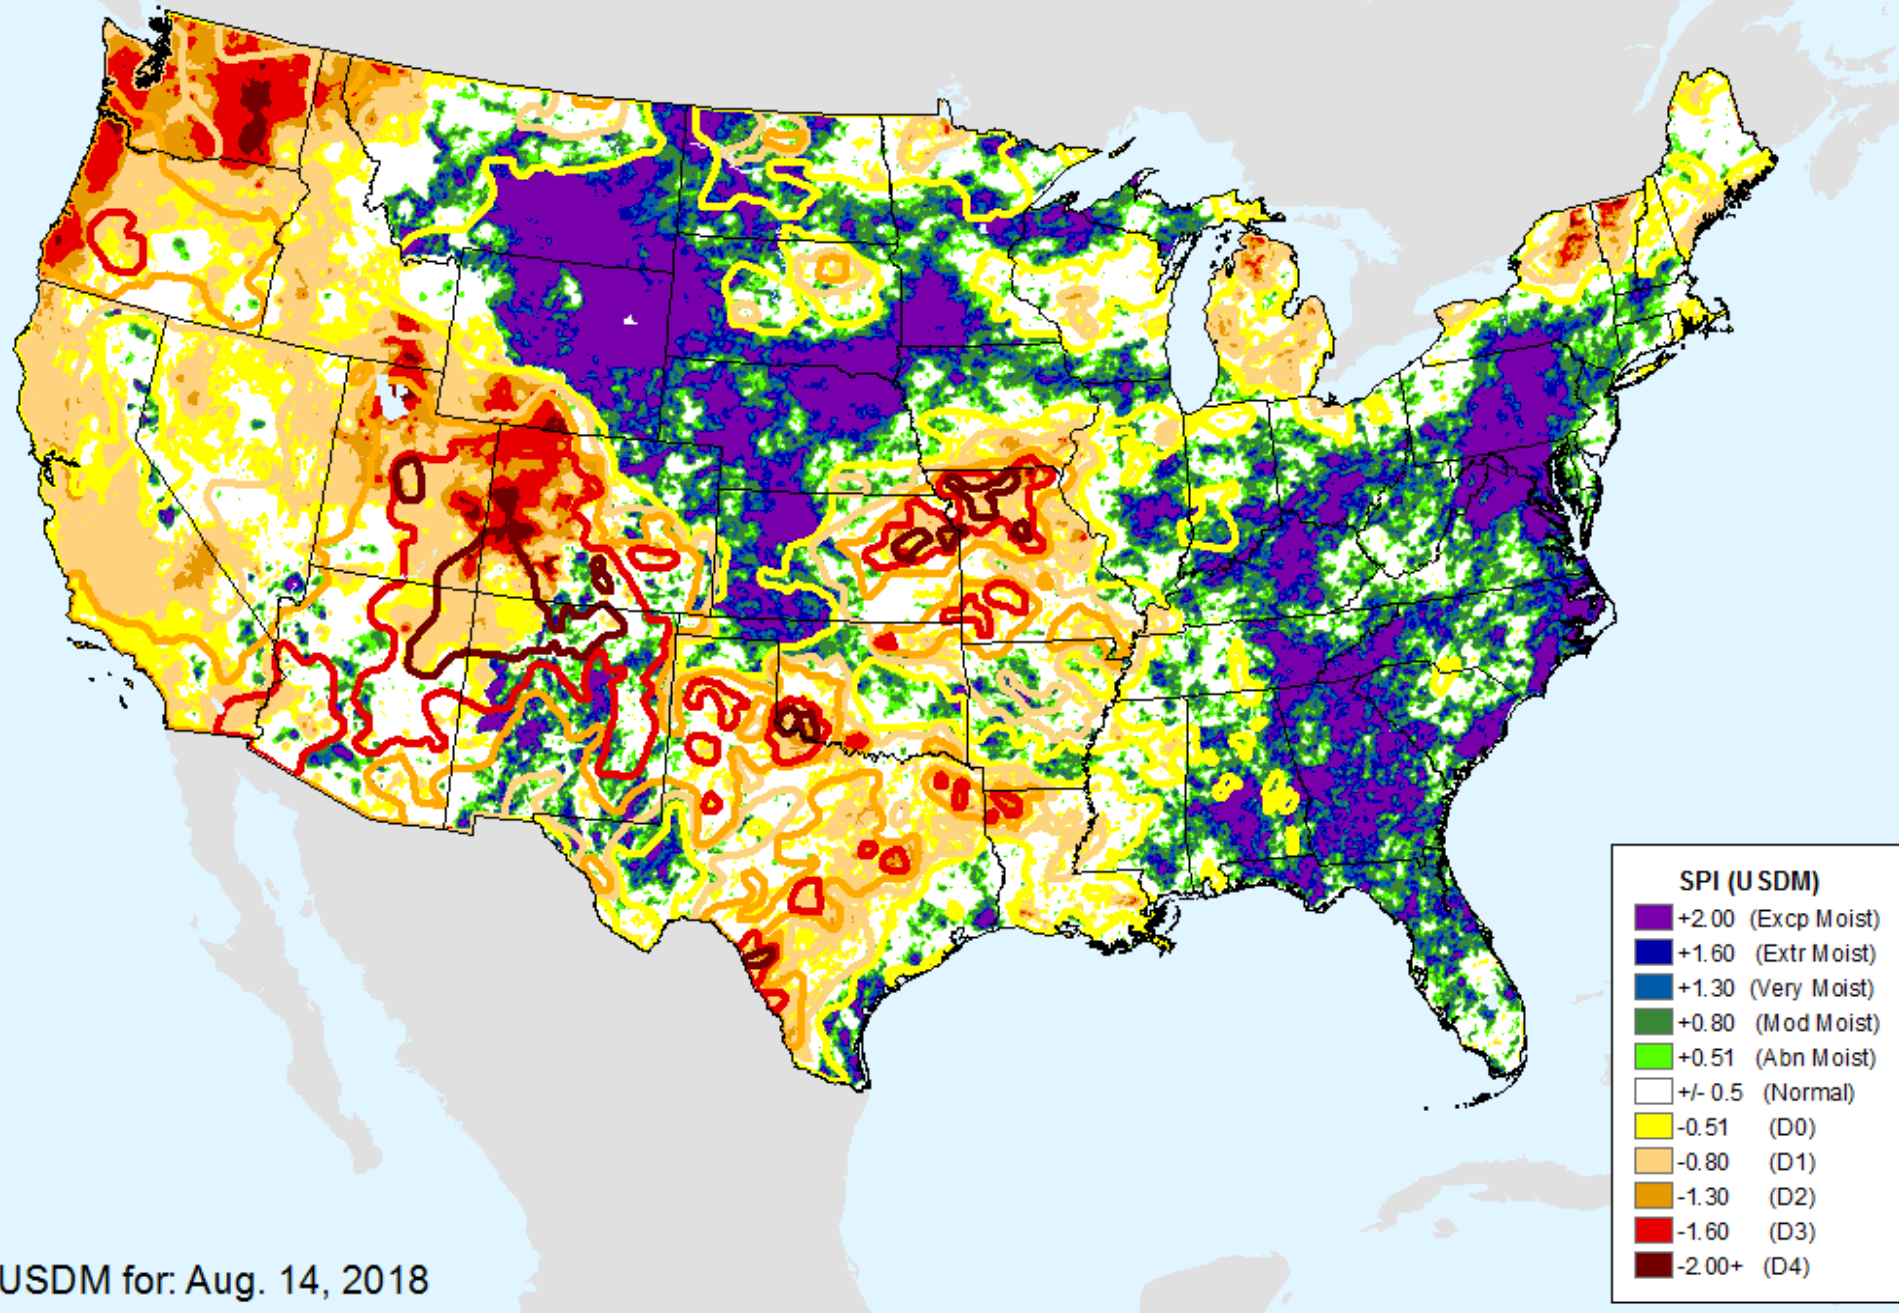 SPI (USDM)
+2.00 (Excp Moist)
+1.60 (Extr Moist)
+1.30 (Very Moist)
+0.80 (Mod Moist)
+0.51 (Abn Moist)
+/- 0.5 (Normal)
-0.51 (D0)
-0.80 (D1)
-1.30 (D2)
-1.60 (D3)
-2.00+ (D4)
USDM for: Aug. 14, 2018